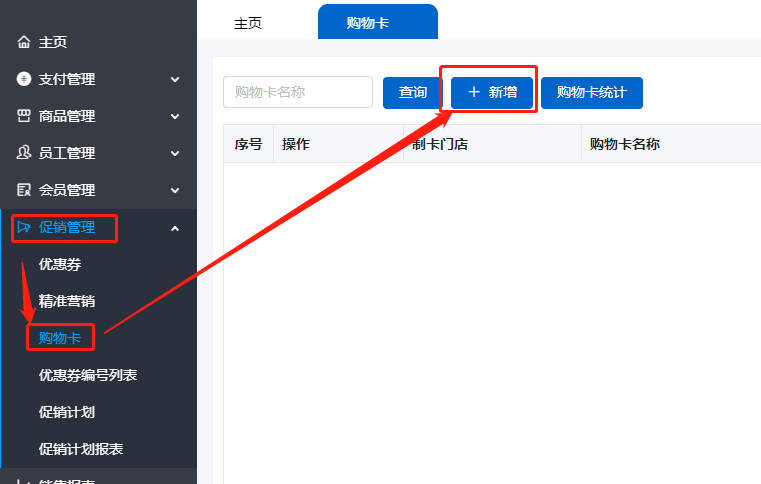 主页
支付管理
商品管理
员工管理
会员管理
促销管理
优惠券
精准营销
购物卡
优惠券编号列表
促销计划
促销计划报表
销售报表
主页
购物卡
购物卡名称
查询
+ 新增
购物卡统计
序号
操作
制卡门店
购物卡名称